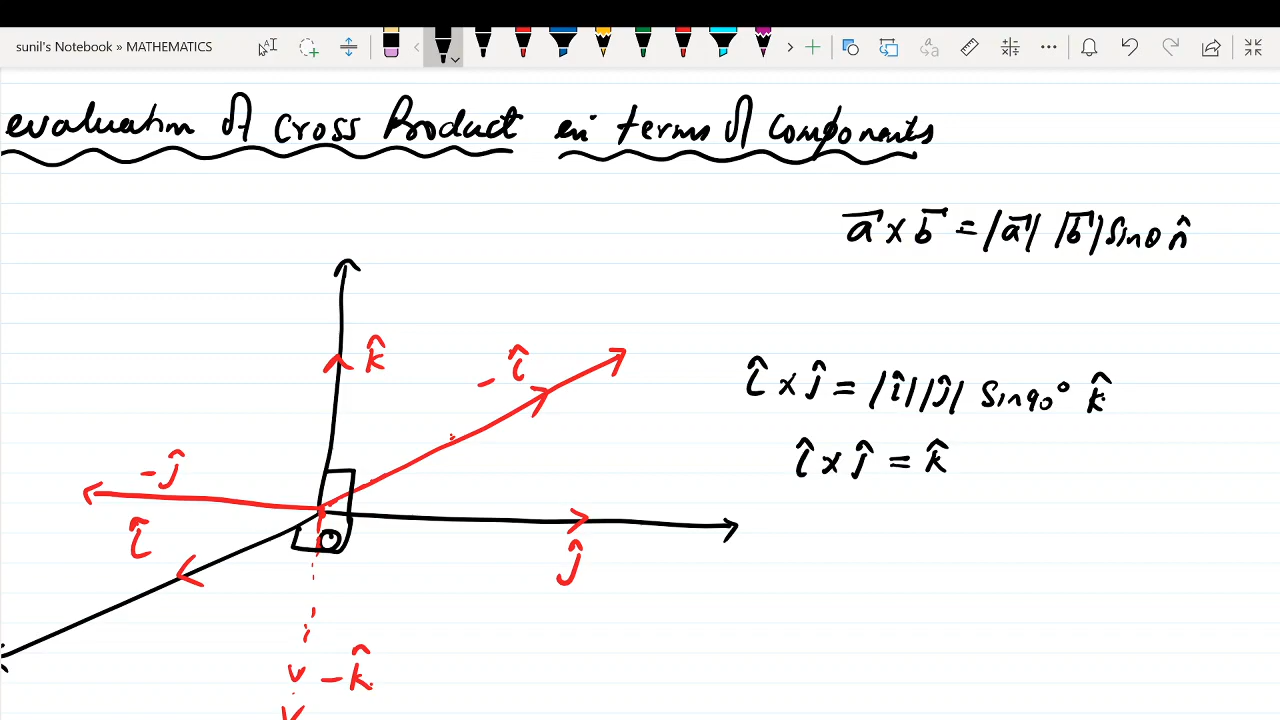 sunil's Notebook » MATHEMATICS
evaluation of cross Product in terms of components
a⃗ × b⃗ = |a⃗| |b⃗| sinθ n̂
k̂
-î
î × ĵ = |î||ĵ| sin90° k̂
î × ĵ = k̂
-ĵ
î
O
ĵ
-k̂